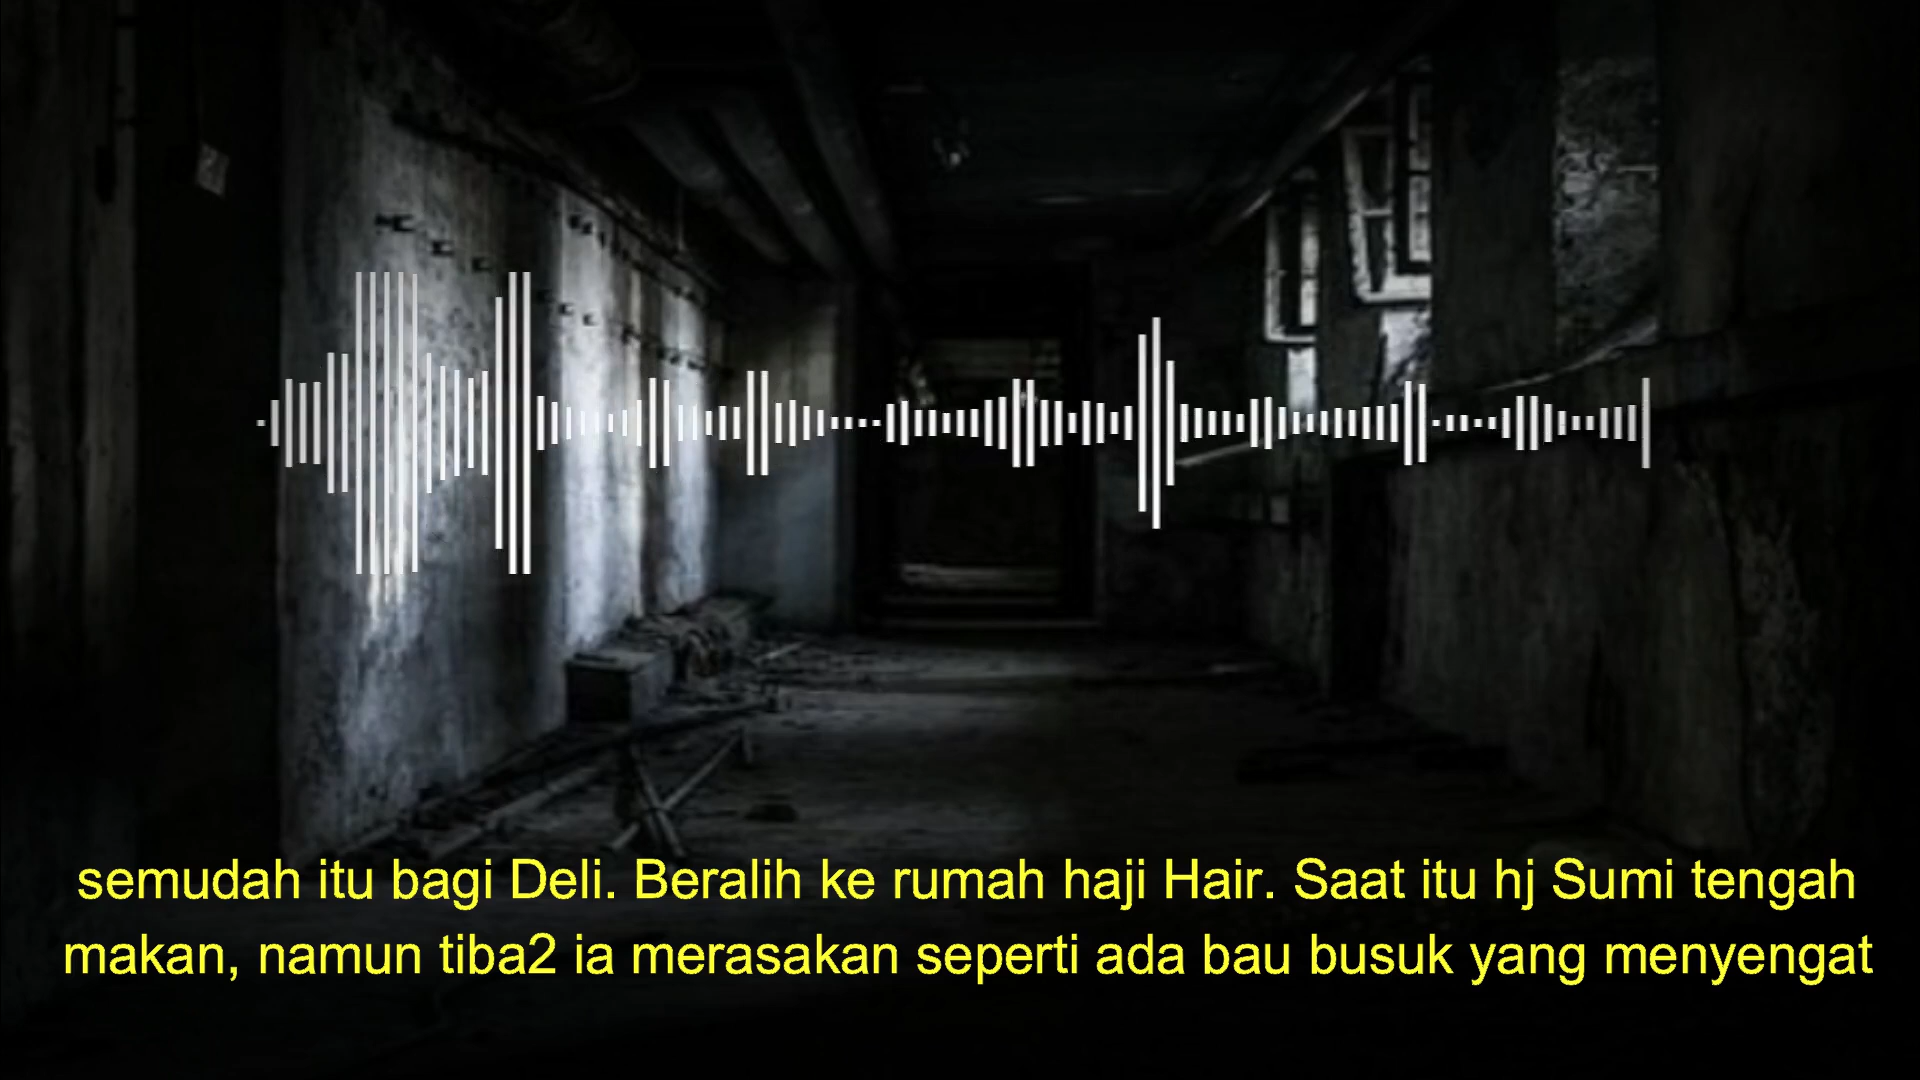 semudah itu bagi Deli. Beralih ke rumah haji Hair. Saat itu hj Sumi tengah
makan, namun tiba2 ia merasakan seperti ada bau busuk yang menyengat